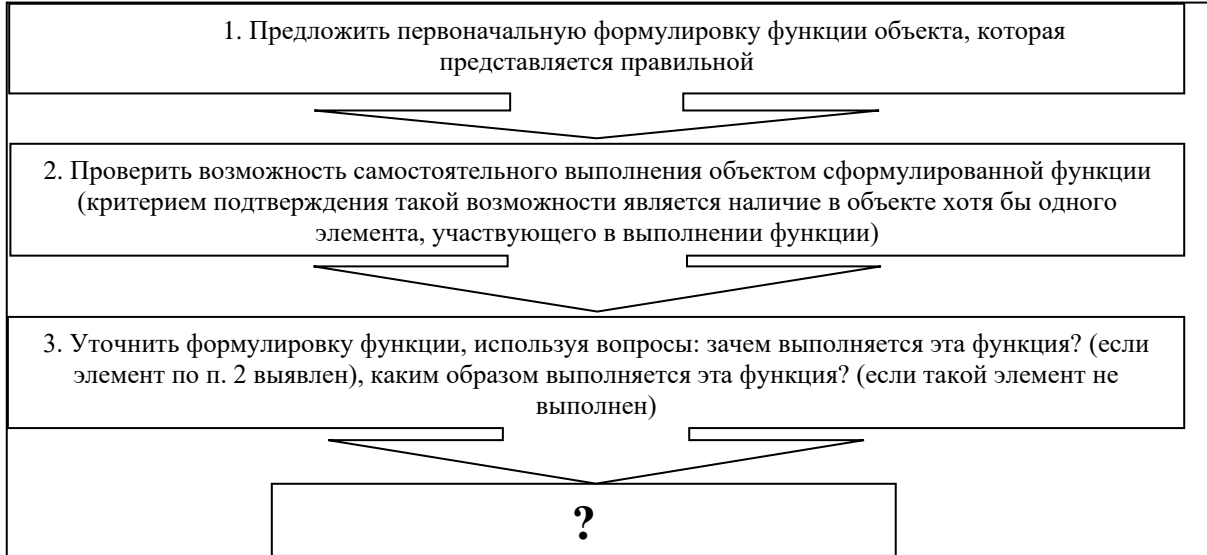 1. Предложить первоначальную формулировку функции объекта, которая
представляется правильной
2. Проверить возможность самостоятельного выполнения объектом сформулированной функции
(критерием подтверждения такой возможности является наличие в объекте хотя бы одного
элемента, участвующего в выполнении функции)
3. Уточнить формулировку функции, используя вопросы: зачем выполняется эта функция? (если
элемент по п. 2 выявлен), каким образом выполняется эта функция? (если такой элемент не
выполнен)
?